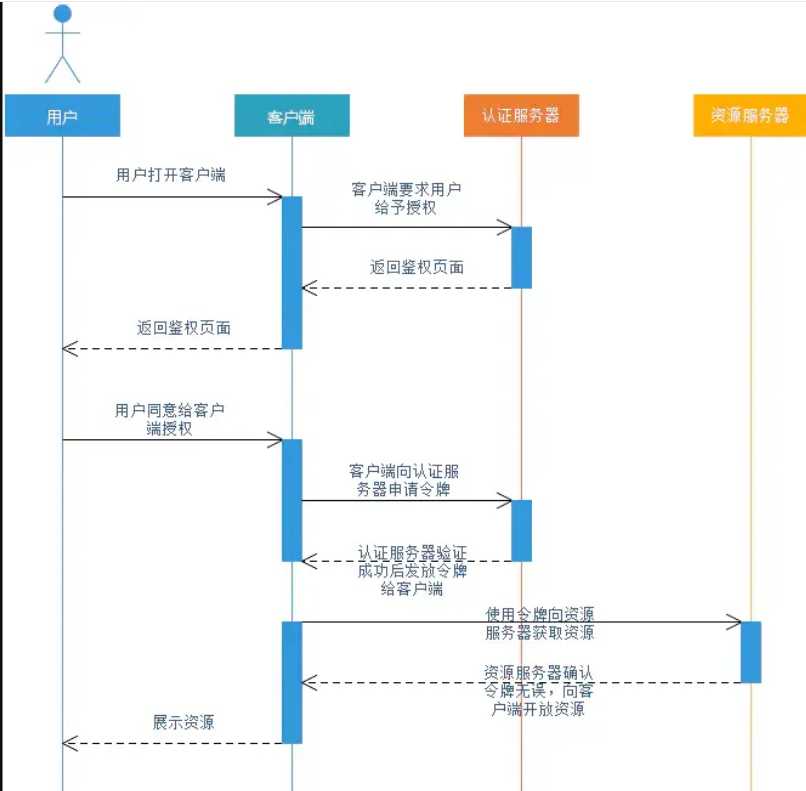 用户
客户端
认证服务器
资源服务器
用户打开客户端
客户端要求用户
给予授权
返回鉴权页面
返回鉴权页面
用户同意给客户
端授权
客户端向认证服
务器申请令牌
认证服务器验证
成功后发放令牌
给客户端
使用令牌向资源
服务器获取资源
资源服务器确认
令牌无误，向客
户端开放资源
展示资源